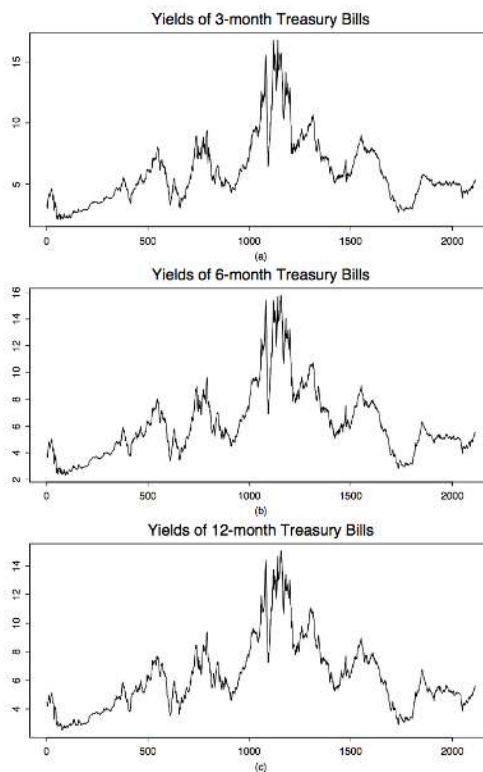 Yields of 3-month Treasury Bills
15
10
5
0 500 1000 1500 2000
(a)
Yields of 6-month Treasury Bills
16
14
12
10
8
6
4
2
0 500 1000 1500 2000
(b)
Yields of 12-month Treasury Bills
14
12
10
8
6
4
0 500 1000 1500 2000
(c)